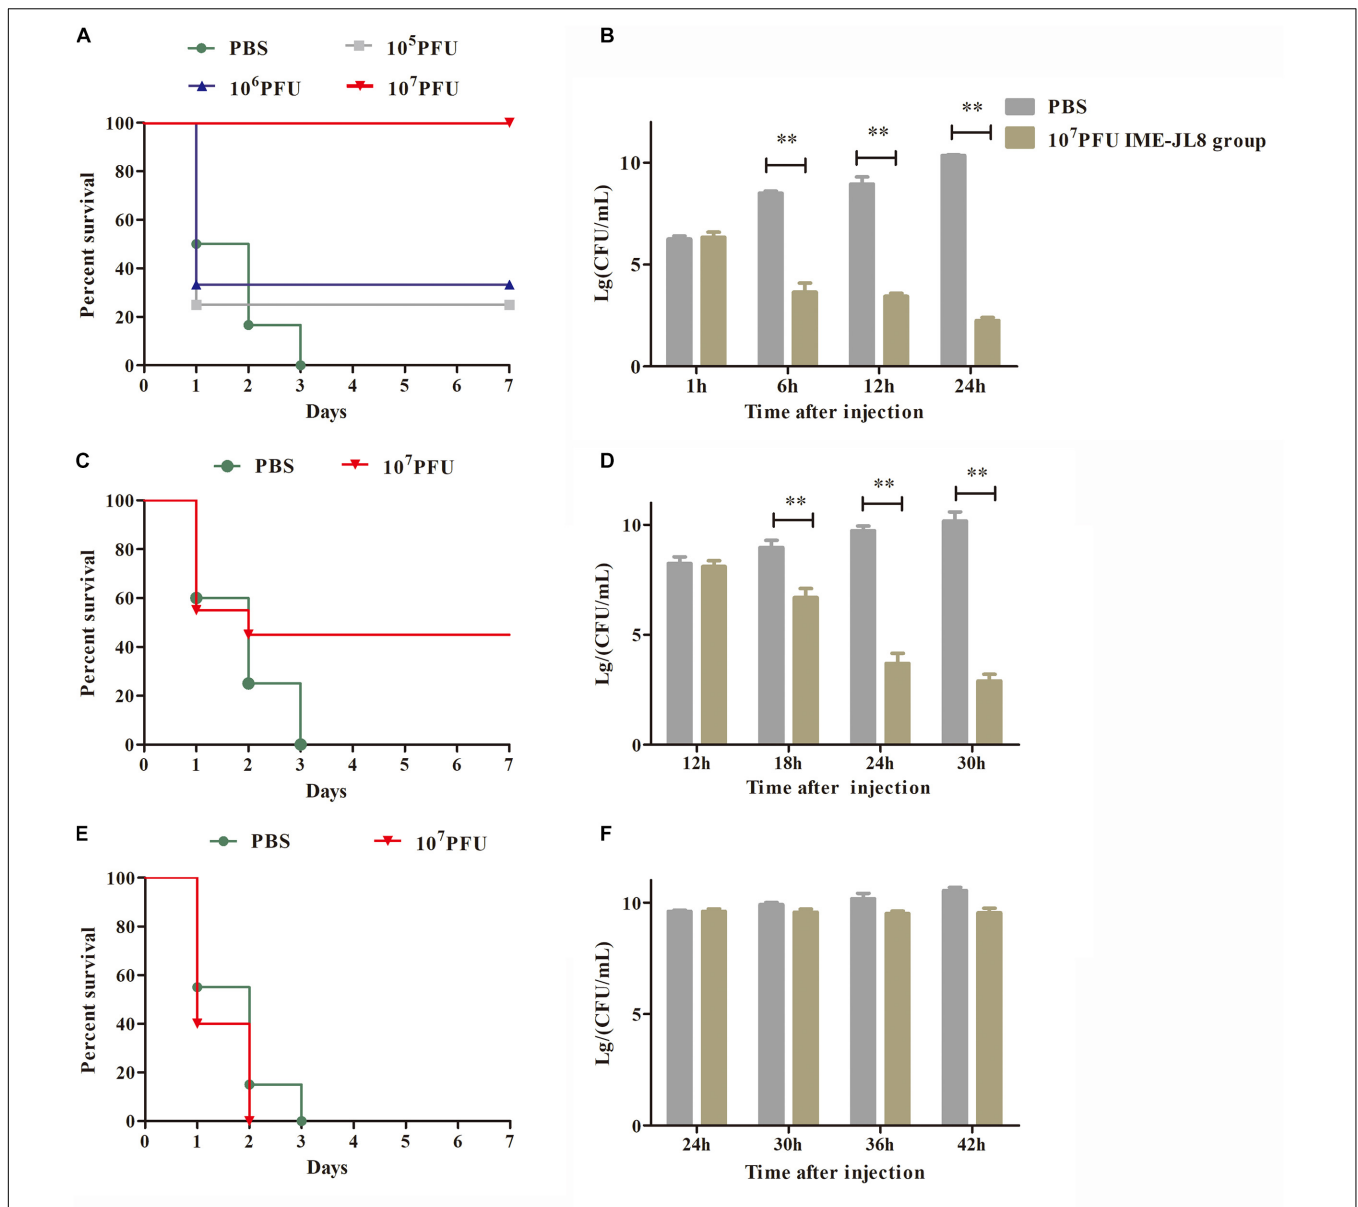 A
PBS
10⁵PFU
10⁶PFU
10⁷PFU
100
80
60
40
20
0
Percent survival
0 1 2 3 4 5 6 7
Days
B
PBS
10⁷PFU IME-JL8 group
** ** **
10
5
0
Lg(CFU/mL)
1h 6h 12h 24h
Time after injection
C
PBS
10⁷PFU
100
80
60
40
20
0
Percent survival
0 1 2 3 4 5 6 7
Days
D
** ** **
10
5
0
Lg/(CFU/mL)
12h 18h 24h 30h
Time after injection
E
PBS
10⁷PFU
100
80
60
40
20
0
Percent survival
0 1 2 3 4 5 6 7
Days
F
10
5
0
Lg/(CFU/mL)
24h 30h 36h 42h
Time after injection